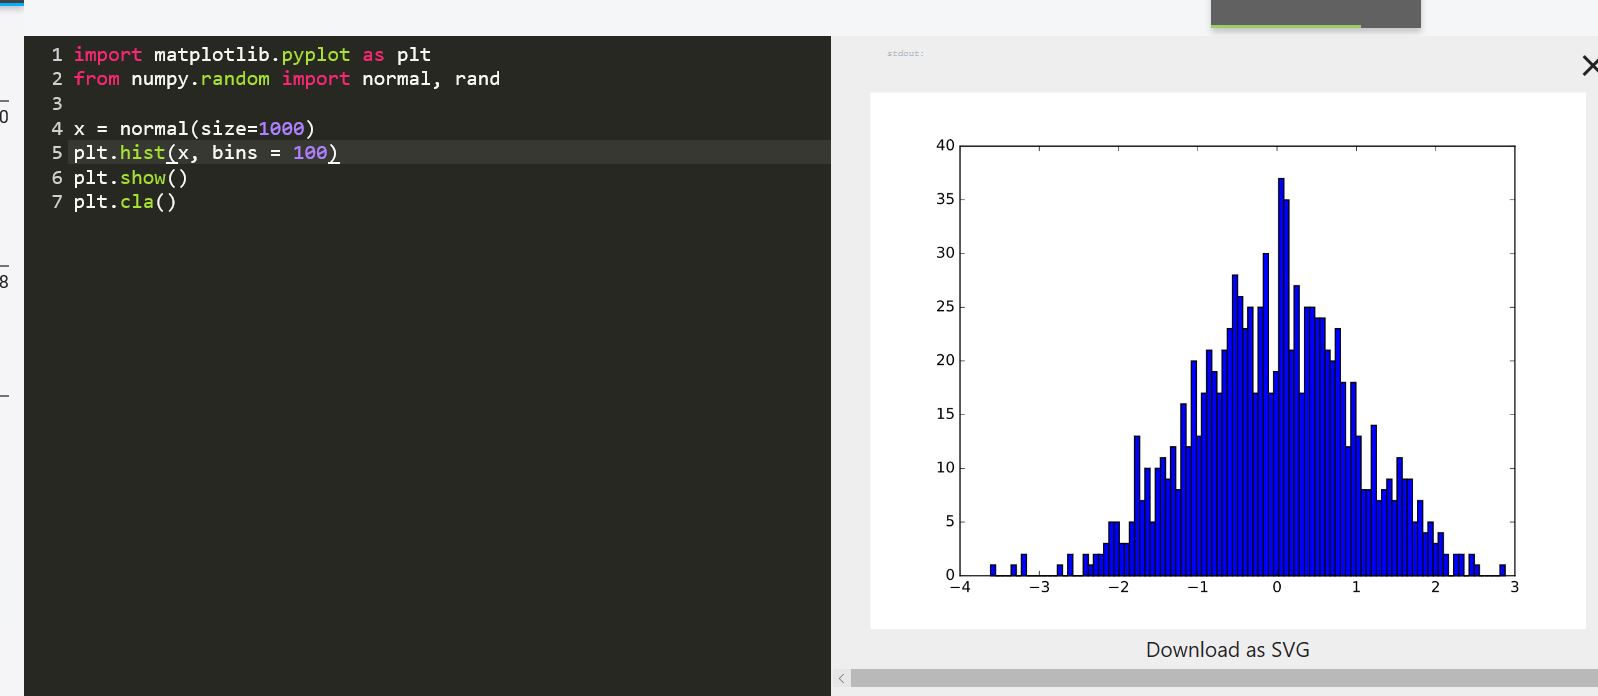 1 import matplotlib.pyplot as plt
2 from numpy.random import normal, rand
3
4 x = normal(size=1000)
5 plt.hist(x, bins = 100)
6 plt.show()
7 plt.cla()
0
8
stdout:
40
35
30
25
20
15
10
5
0
−4 −3 −2 −1 0 1 2 3
Download as SVG